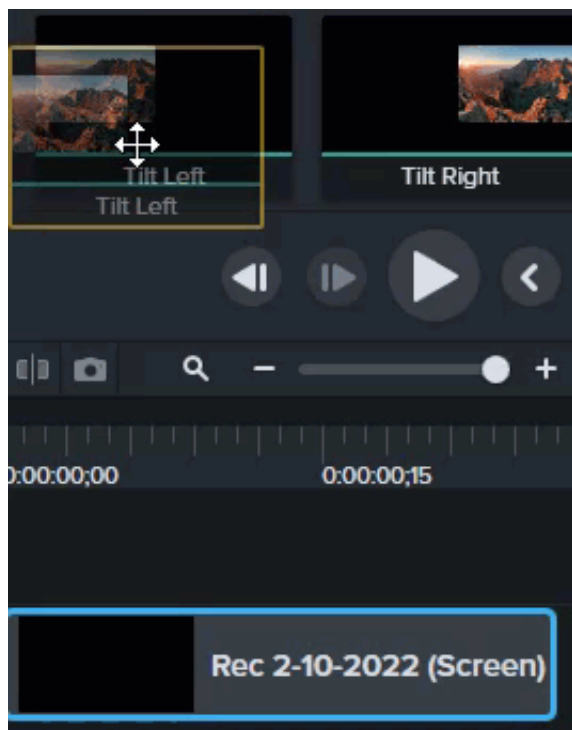 Tilt Left
Tilt Right
Tilt Left
0:00:00;00
0:00:00;15
Rec 2-10-2022 (Screen)